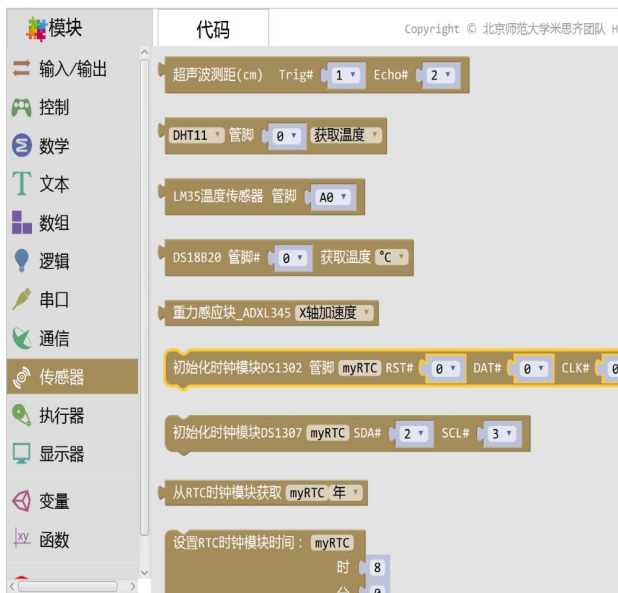 模块
代码
Copyright © 北京师范大学米思齐团队 H
输入/输出
控制
数学
文本
数组
逻辑
串口
通信
传感器
执行器
显示器
变量
xy 函数
超声波测距(cm) Trig# 1 Echo# 2
DHT11 管脚 0 获取温度
LM35温度传感器 管脚 A0
DS18B20 管脚# 0 获取温度 °C
重力感应块_ADXL345 X轴加速度
初始化时钟模块DS1302 管脚 myRTC RST# 0 DAT# 0 CLK# 0
初始化时钟模块DS1307 myRTC SDA# 2 SCL# 3
从RTC时钟模块获取 myRTC 年
设置RTC时钟模块时间： myRTC
时 8
分 0